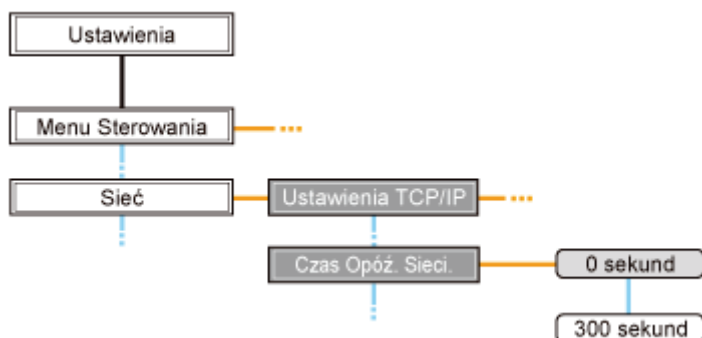 Ustawienia
Menu Sterowania
Sieć
Ustawienia TCP/IP
Czas Opóź. Sieci.
0 sekund
300 sekund